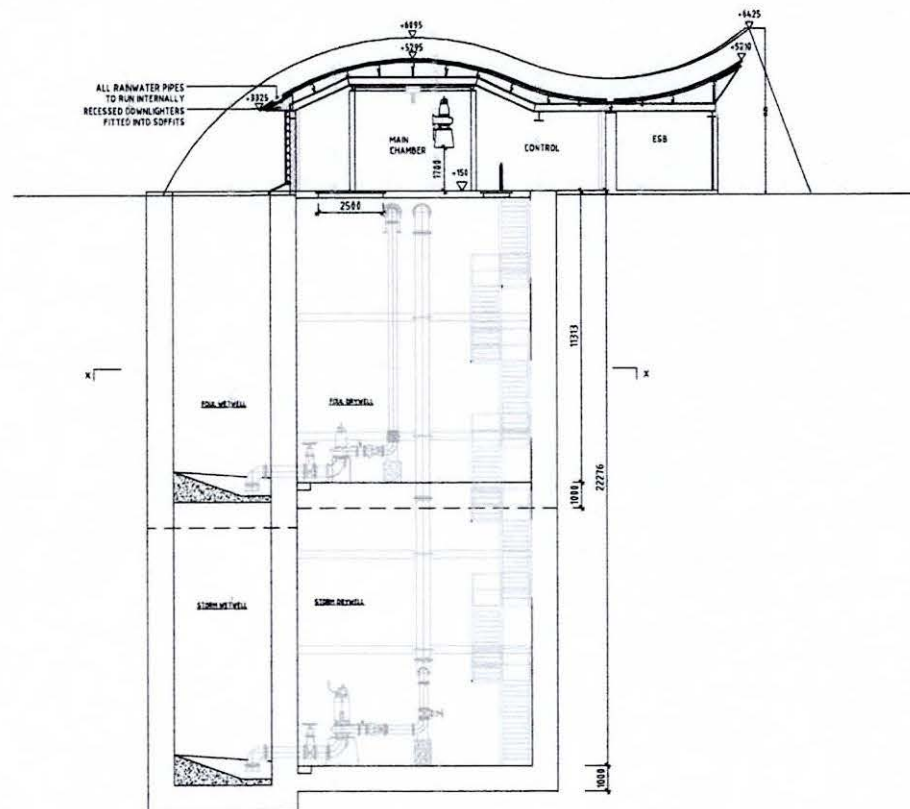 +6425
+6095
+5295
+5210
ALL RAINWATER PIPES
TO RUN INTERNALLY
RECESSED DOWNLIGHTERS
FITTED INTO SOFFITS
+3325
MAIN
CHAMBER
CONTROL
ESB
1700
+150
2500
11313
X
X
FOUL WETWELL
FOUL DRYWELL
22276
1000
STORM WETWELL
STORM DRYWELL
1000